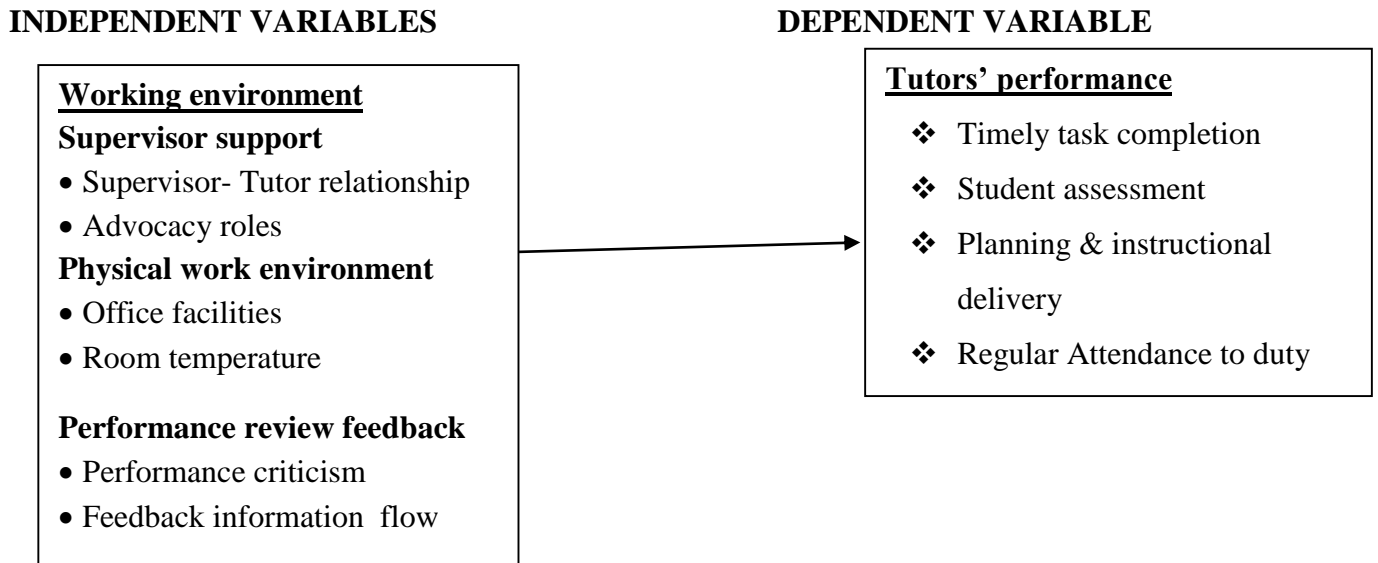 INDEPENDENT VARIABLES
DEPENDENT VARIABLE
Working environment
Supervisor support
• Supervisor- Tutor relationship
• Advocacy roles
Physical work environment
• Office facilities
• Room temperature
Performance review feedback
• Performance criticism
• Feedback information flow
Tutors' performance
❖ Timely task completion
❖ Student assessment
❖ Planning & instructional
delivery
❖ Regular Attendance to duty